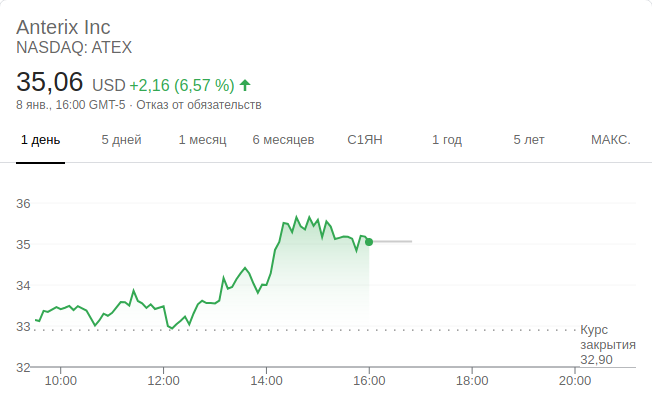 Anterix Inc
NASDAQ: ATEX
35,06 USD +2,16 (6,57 %)
8 янв., 16:00 GMT-5 · Отказ от обязательств
1 день 5 дней 1 месяц 6 месяцев С1ЯН 1 год 5 лет МАКС.
36
35
34
33
32
Курс
закрытия
32,90
10:00 12:00 14:00 16:00 18:00 20:00